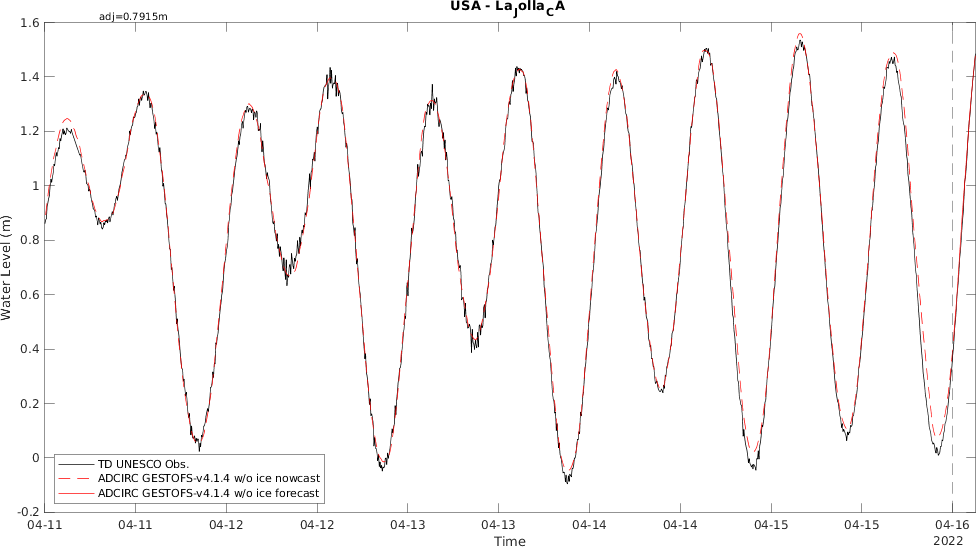 USA - LaJollaCA
adj=0.7915m
1.6
1.4
1.2
1
0.8
0.6
0.4
0.2
0
-0.2
Water Level (m)
TD UNESCO Obs.
ADCIRC GESTOFS-v4.1.4 w/o ice nowcast
ADCIRC GESTOFS-v4.1.4 w/o ice forecast
04-11 04-11 04-12 04-12 04-13 04-13 04-14 04-14 04-15 04-15 04-16
Time
2022